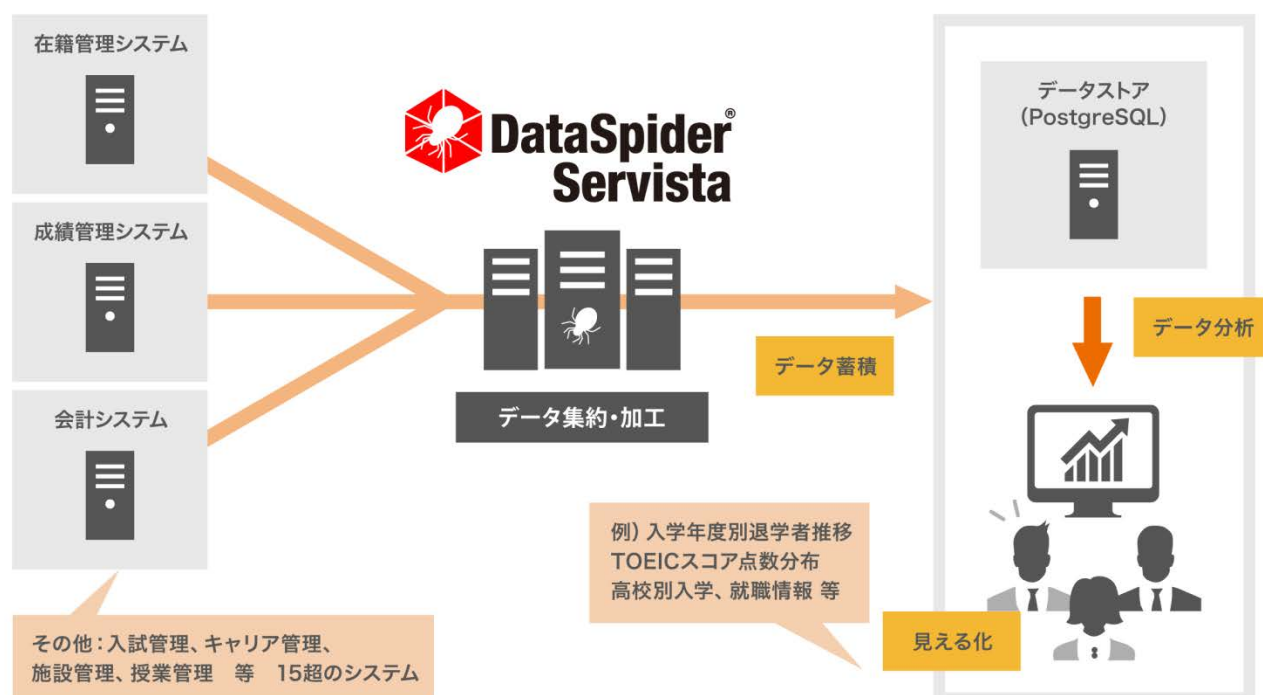 在籍管理システム
成績管理システム
会計システム
その他：入試管理、キャリア管理、
施設管理、授業管理　等　15超のシステム
DataSpider®
Servista
データ集約・加工
データ蓄積
データストア
（PostgreSQL）
データ分析
例）入学年度別退学者推移
TOEICスコア点数分布
高校別入学、就職情報 等
見える化